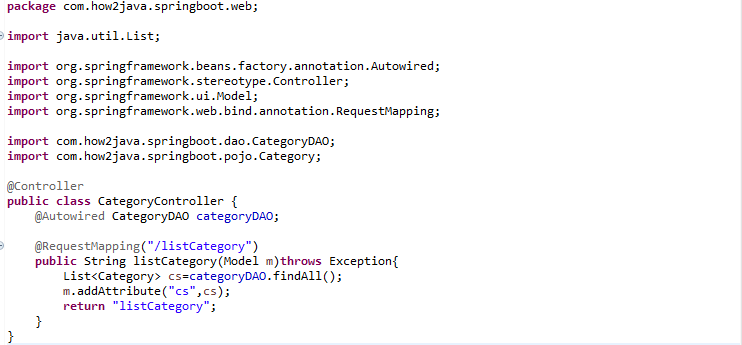 package com.how2java.springboot.web;
import java.util.List;
import org.springframework.beans.factory.annotation.Autowired;
import org.springframework.stereotype.Controller;
import org.springframework.ui.Model;
import org.springframework.web.bind.annotation.RequestMapping;
import com.how2java.springboot.dao.CategoryDAO;
import com.how2java.springboot.pojo.Category;
@Controller
public class CategoryController {
    @Autowired CategoryDAO categoryDAO;
    @RequestMapping("/listCategory")
    public String listCategory(Model m)throws Exception{
        List<Category> cs=categoryDAO.findAll();
        m.addAttribute("cs",cs);
        return "listCategory";
    }
}